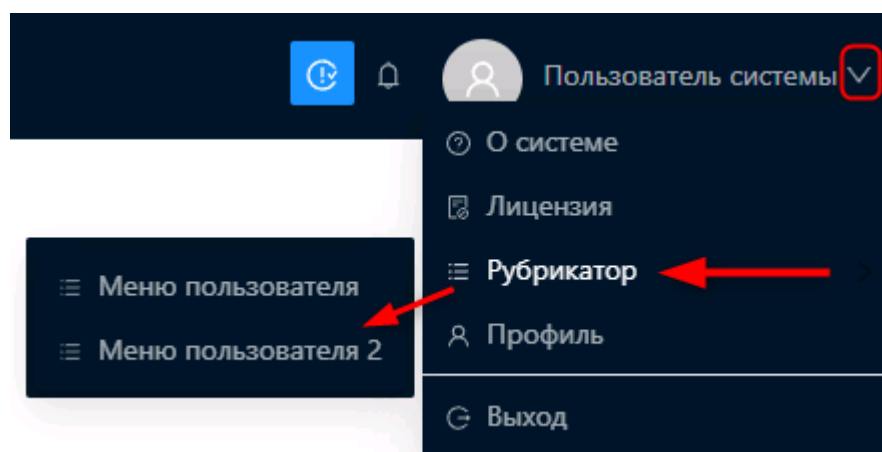 Пользователь системы
О системе
Лицензия
Рубрикатор
Меню пользователя
Меню пользователя 2
Профиль
Выход